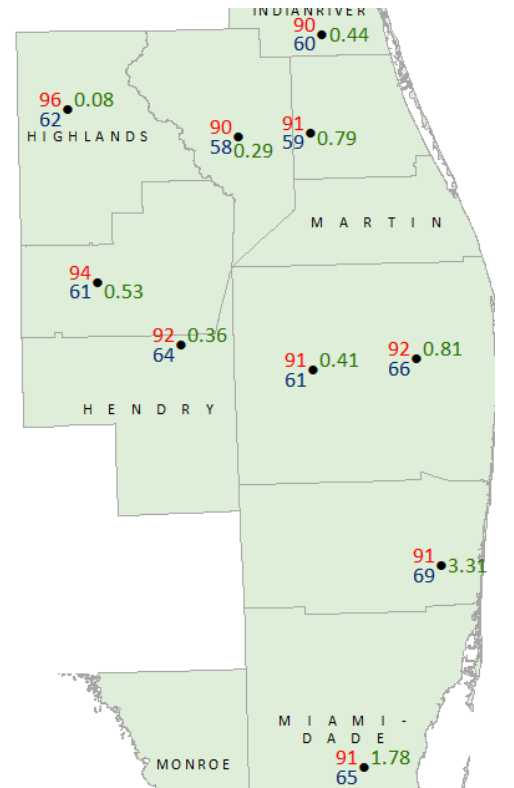 INDIANRIVER
90
60 0.44
96 0.08
62
HIGHLANDS
90
58 0.29
91
59 0.79
MARTIN
94
61 0.53
92 0.36
64
91 0.41
61
92 0.81
66
HENDRY
91
69 3.31
MIAMI-
DADE
MONROE
91 1.78
65